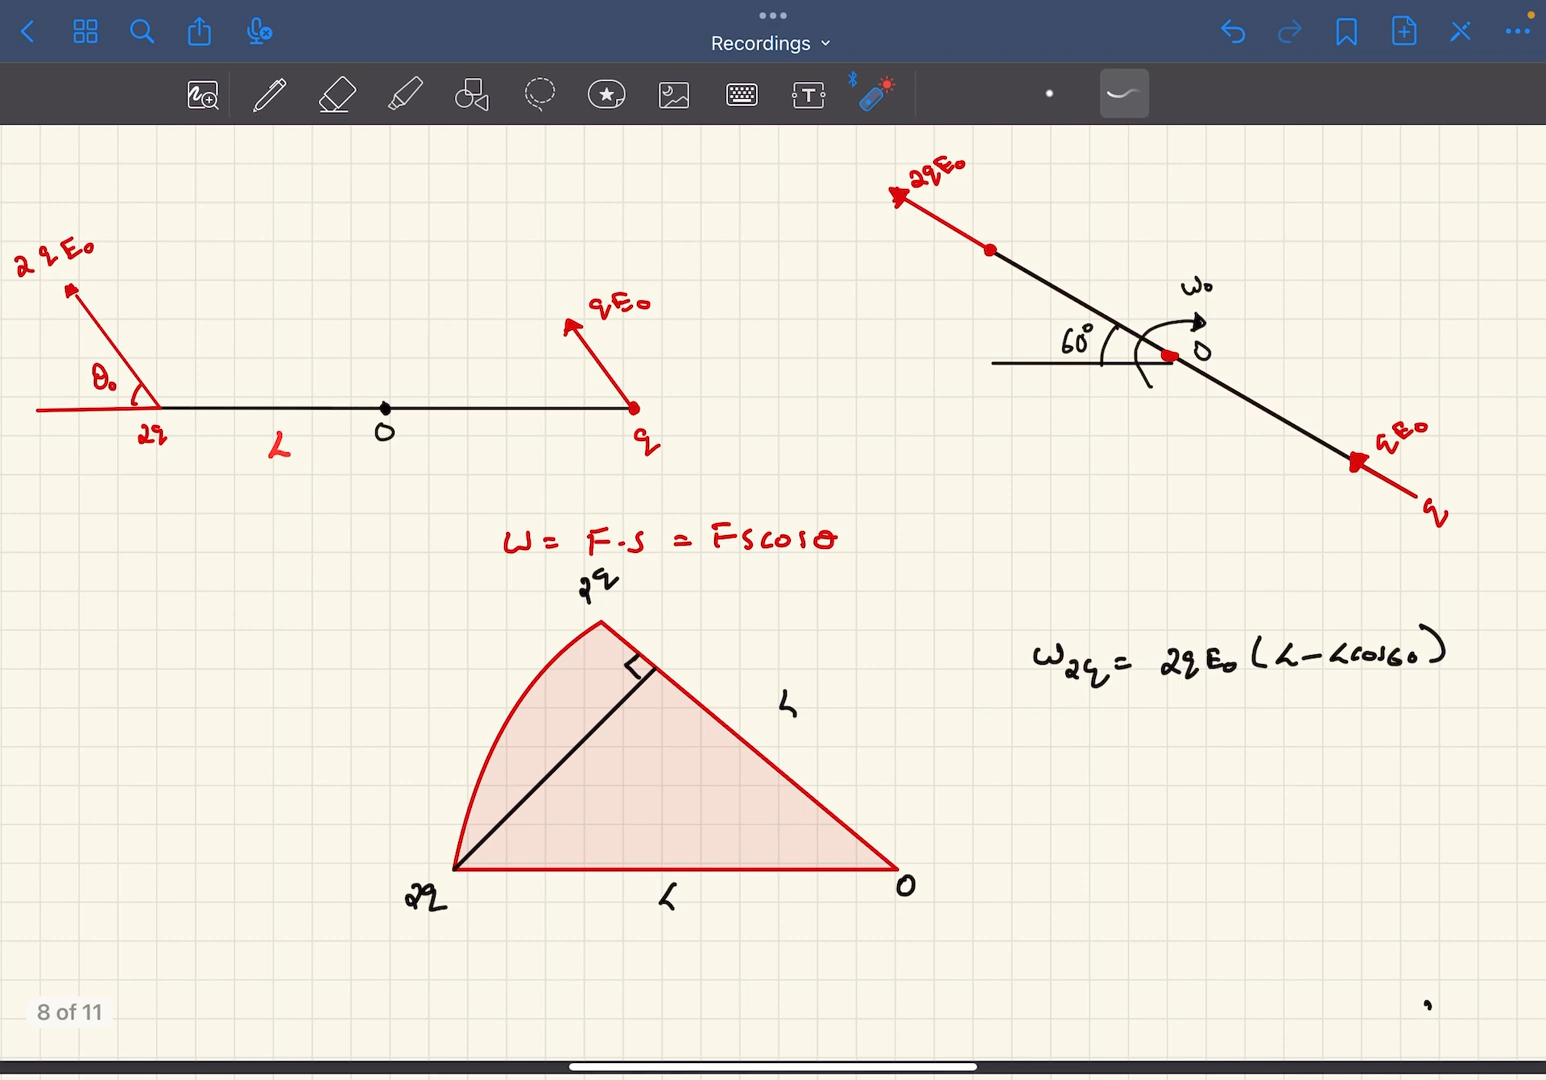 Recordings
T
2qE₀
2qE₀
θ₀
2q
L
O
qE₀
q
ω₀
60°
O
qE₀
q
W = F.S = FScosθ
2q
L
2q
L
O
W₂q = 2qE₀(L-Lcos60)
8 of 11